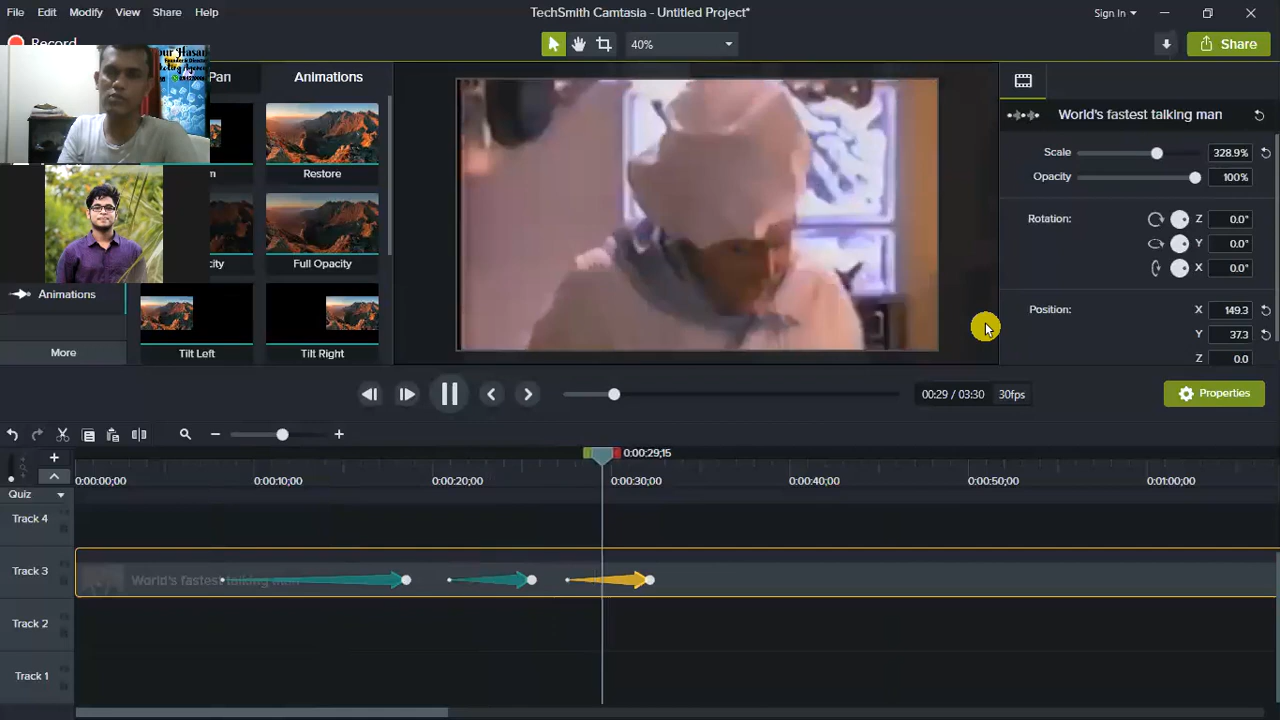 File Edit Modify View Share Help
TechSmith Camtasia - Untitled Project*
Sign In
Record
40%
Share
Hasan
Pan
Animations
World's fastest talking man
Restore
Scale 328.9%
Opacity 100%
Rotation: Z 0.0°
Y 0.0°
X 0.0°
Full Opacity
Animations
Position: X 149.3
Y 37.3
Z 0.0
More
Tilt Left
Tilt Right
00:29 / 03:30
30fps
Properties
0:00:29;15
0:00:00;00 0:00:10;00 0:00:20;00 0:00:30;00 0:00:40;00 0:00:50;00 0:01:00;00
Quiz
Track 4
Track 3
World's fastest talking man
Track 2
Track 1